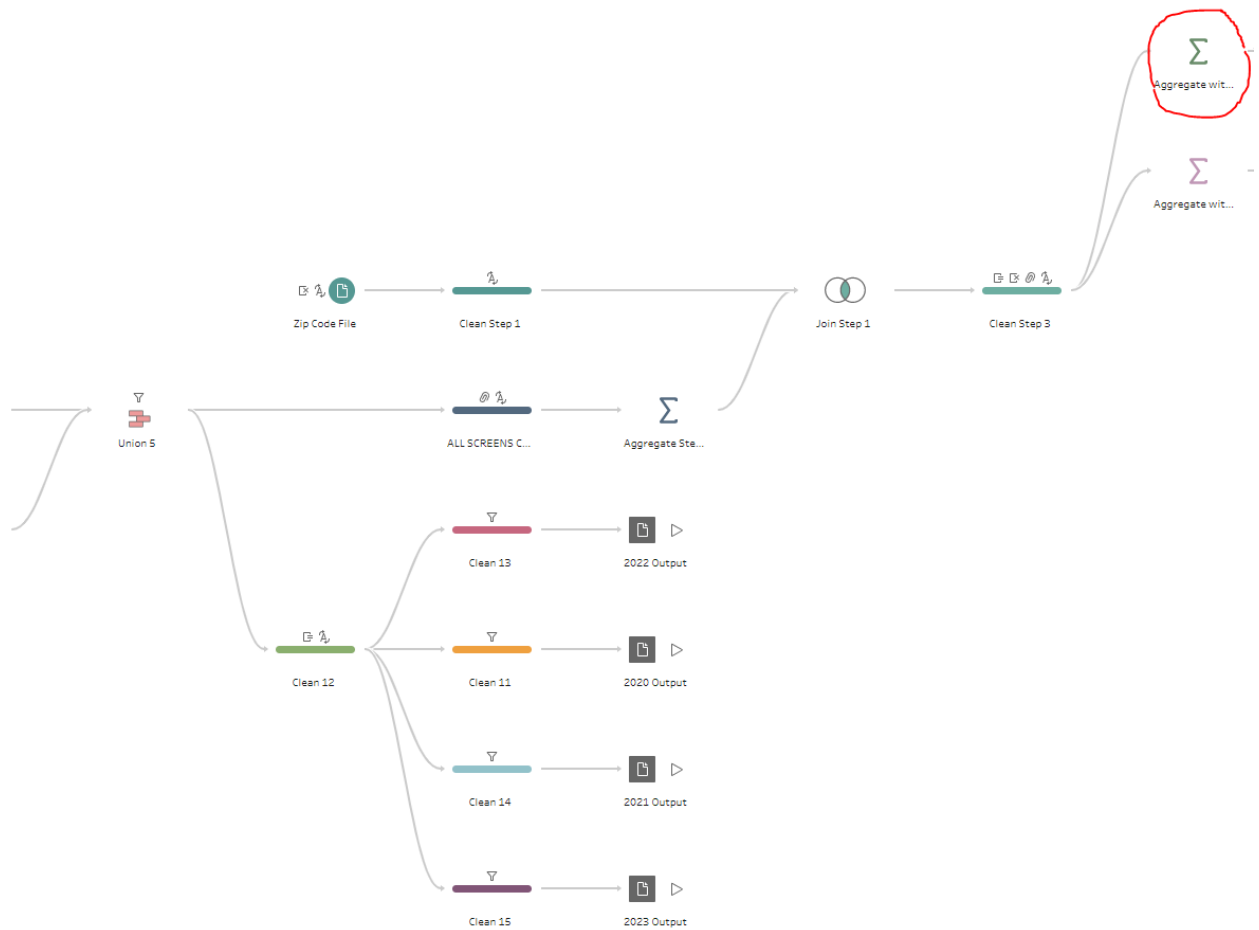 Aggregate wit...
Aggregate wit...
Zip Code File
Clean Step 1
Join Step 1
Clean Step 3
Union 5
ALL SCREENS C...
Aggregate Ste...
Clean 13
2022 Output
Clean 12
Clean 11
2020 Output
Clean 14
2021 Output
Clean 15
2023 Output